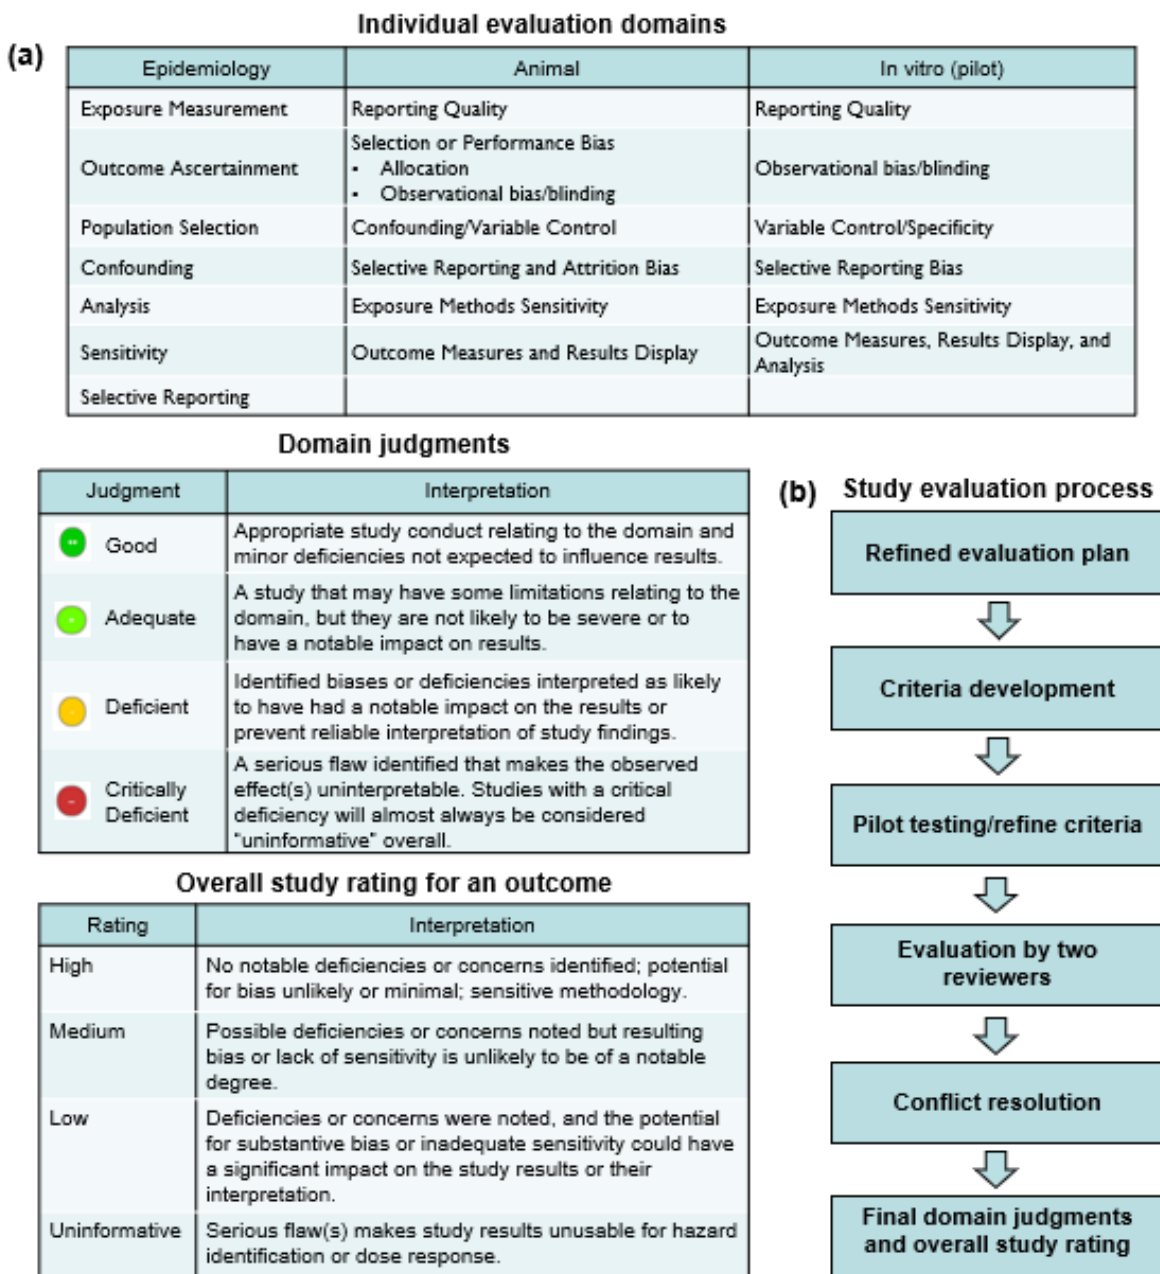 Individual evaluation domains
(a)
Epidemiology Animal In vitro (pilot)
Exposure Measurement Reporting Quality Reporting Quality
Outcome Ascertainment Selection or Performance Bias Observational bias/blinding
▪ Allocation
▪ Observational bias/blinding
Population Selection Confounding/Variable Control Variable Control/Specificity
Confounding Selective Reporting and Attrition Bias Selective Reporting Bias
Analysis Exposure Methods Sensitivity Exposure Methods Sensitivity
Sensitivity Outcome Measures and Results Display Outcome Measures, Results Display, and
Analysis
Selective Reporting
Domain judgments
Judgment Interpretation
Good Appropriate study conduct relating to the domain and
minor deficiencies not expected to influence results.
Adequate A study that may have some limitations relating to the
domain, but they are not likely to be severe or to
have a notable impact on results.
Deficient Identified biases or deficiencies interpreted as likely
to have had a notable impact on the results or
prevent reliable interpretation of study findings.
Critically
Deficient
A serious flaw identified that makes the observed
effect(s) uninterpretable. Studies with a critical
deficiency will almost always be considered
"uninformative" overall.
Overall study rating for an outcome
Rating Interpretation
High No notable deficiencies or concerns identified; potential
for bias unlikely or minimal; sensitive methodology.
Medium Possible deficiencies or concerns noted but resulting
bias or lack of sensitivity is unlikely to be of a notable
degree.
Low Deficiencies or concerns were noted, and the potential
for substantive bias or inadequate sensitivity could have
a significant impact on the study results or their
interpretation.
Uninformative Serious flaw(s) makes study results unusable for hazard
identification or dose response.
(b) Study evaluation process
Refined evaluation plan
Criteria development
Pilot testing/refine criteria
Evaluation by two
reviewers
Conflict resolution
Final domain judgments
and overall study rating